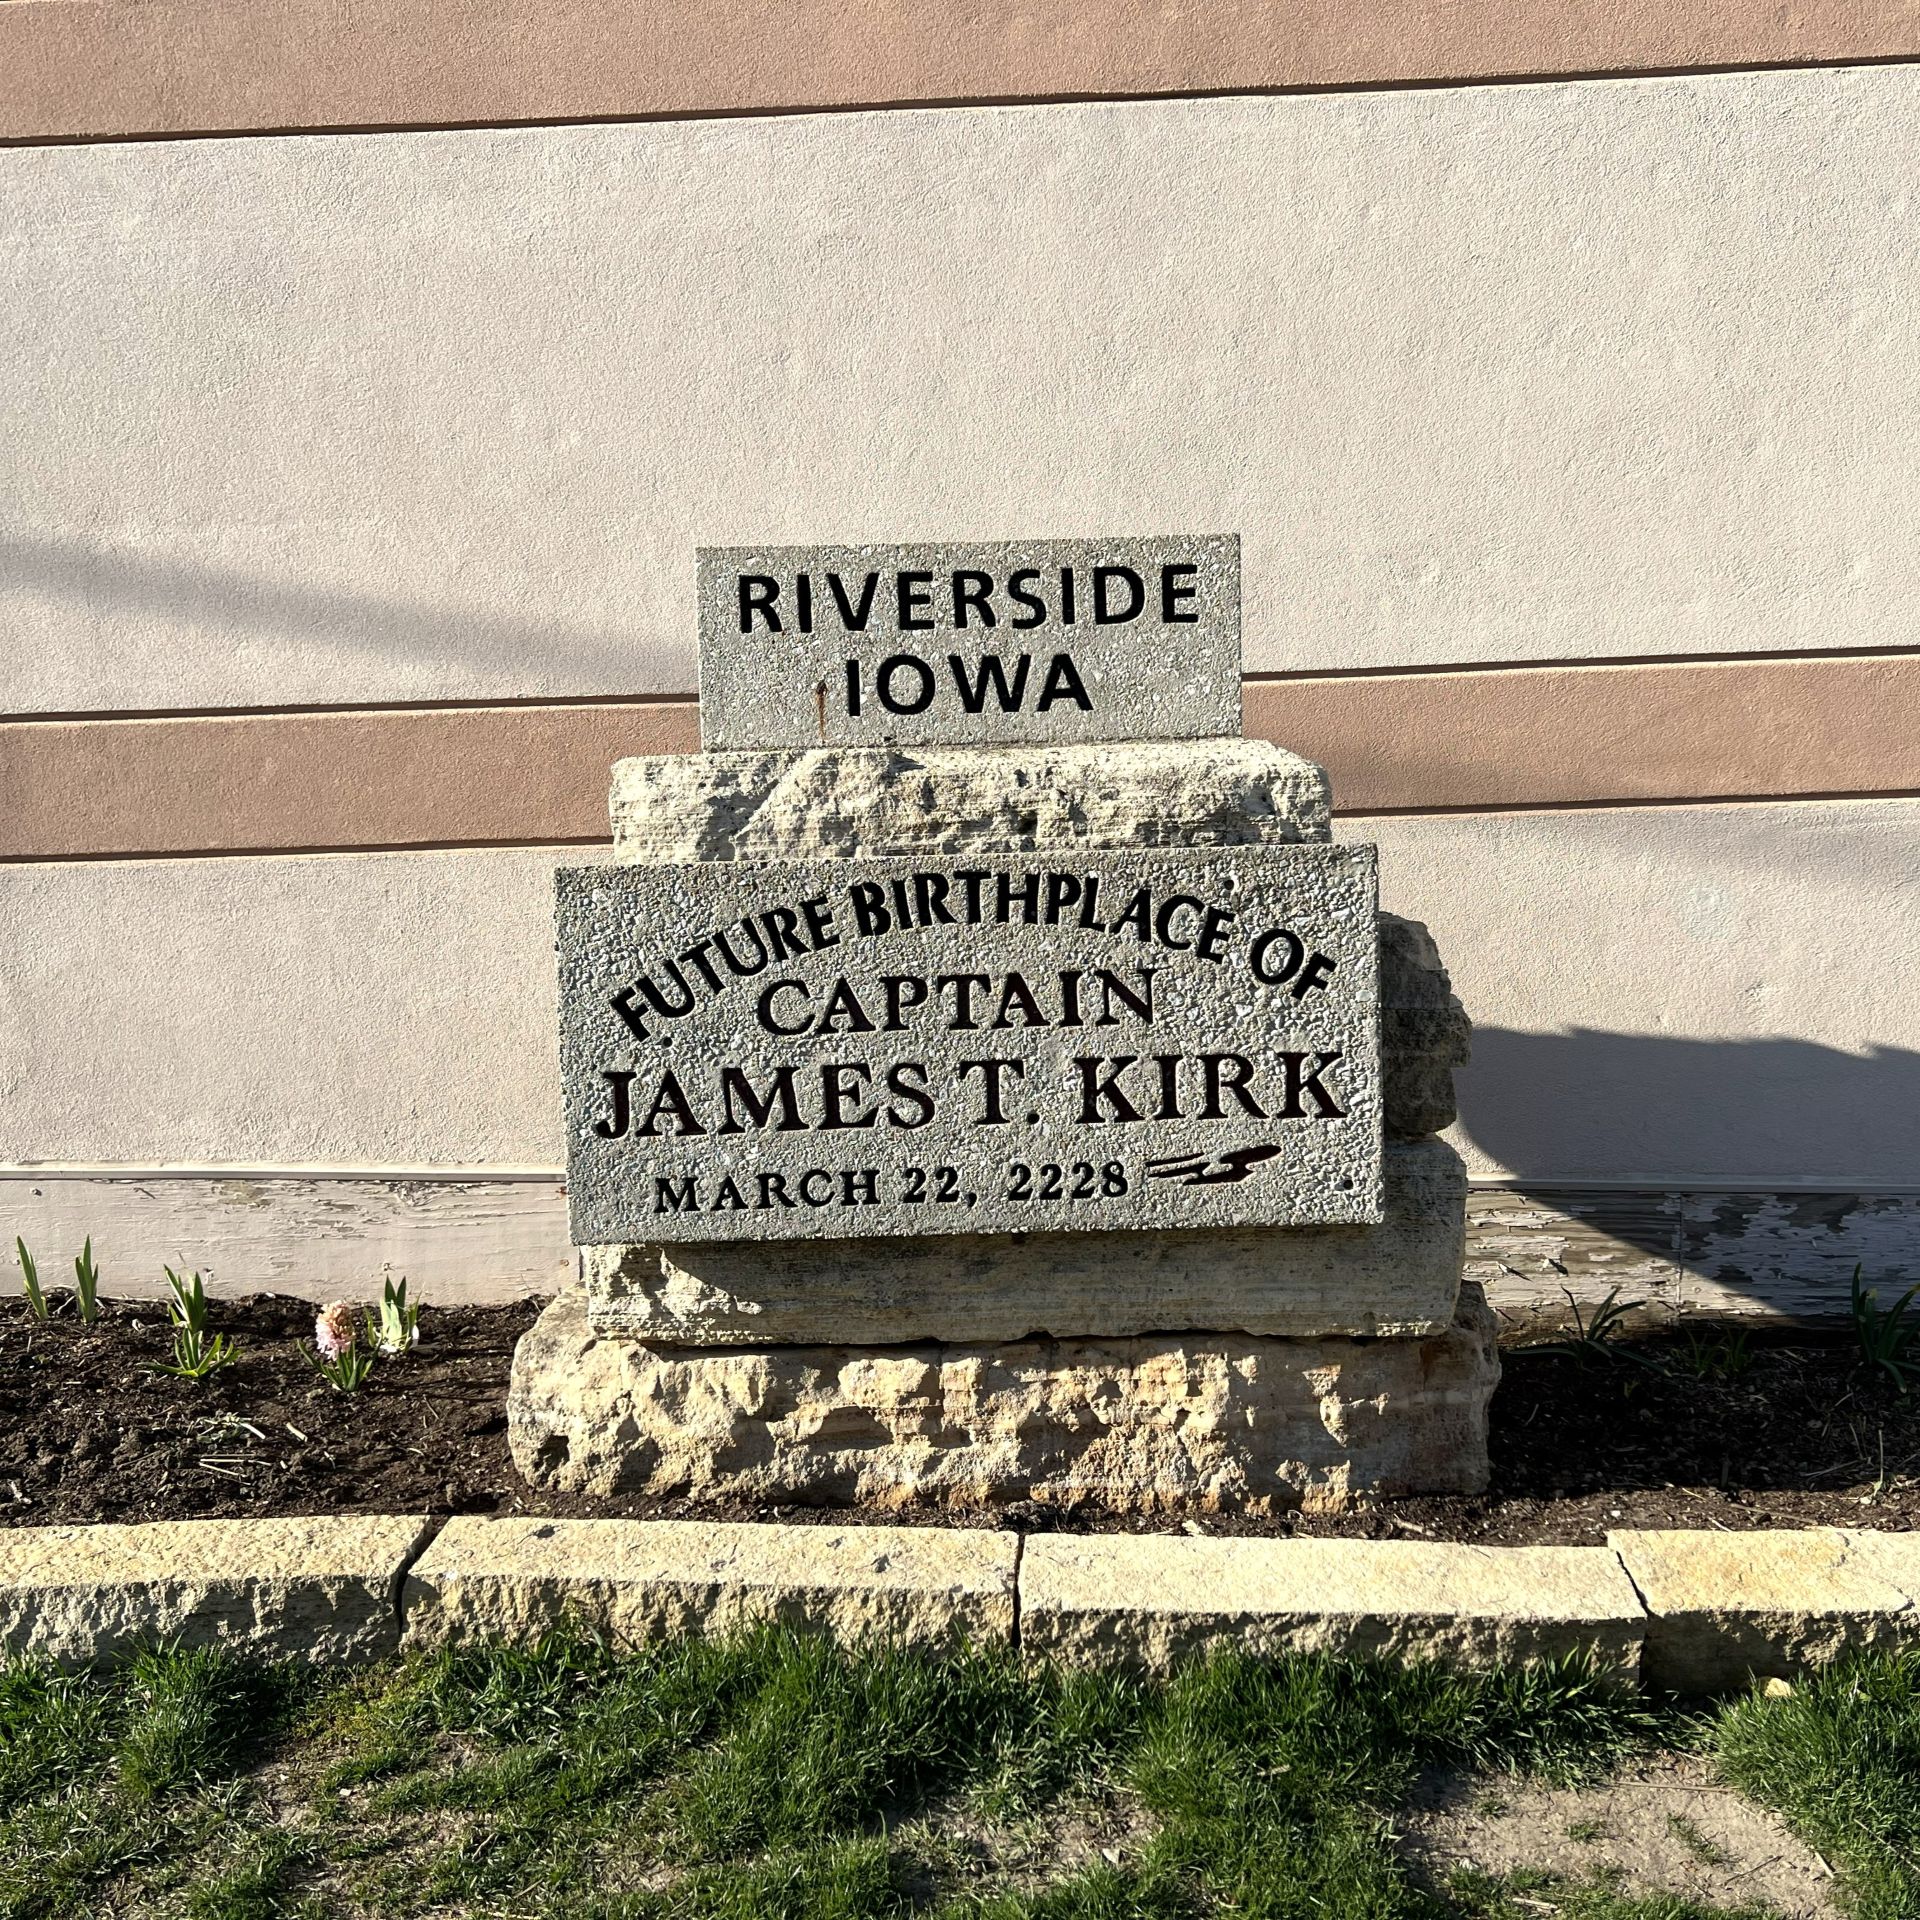 RIVERSIDE
IOWA
FUTURE BIRTHPLACE OF
CAPTAIN
JAMES T. KIRK
MARCH 22, 2228